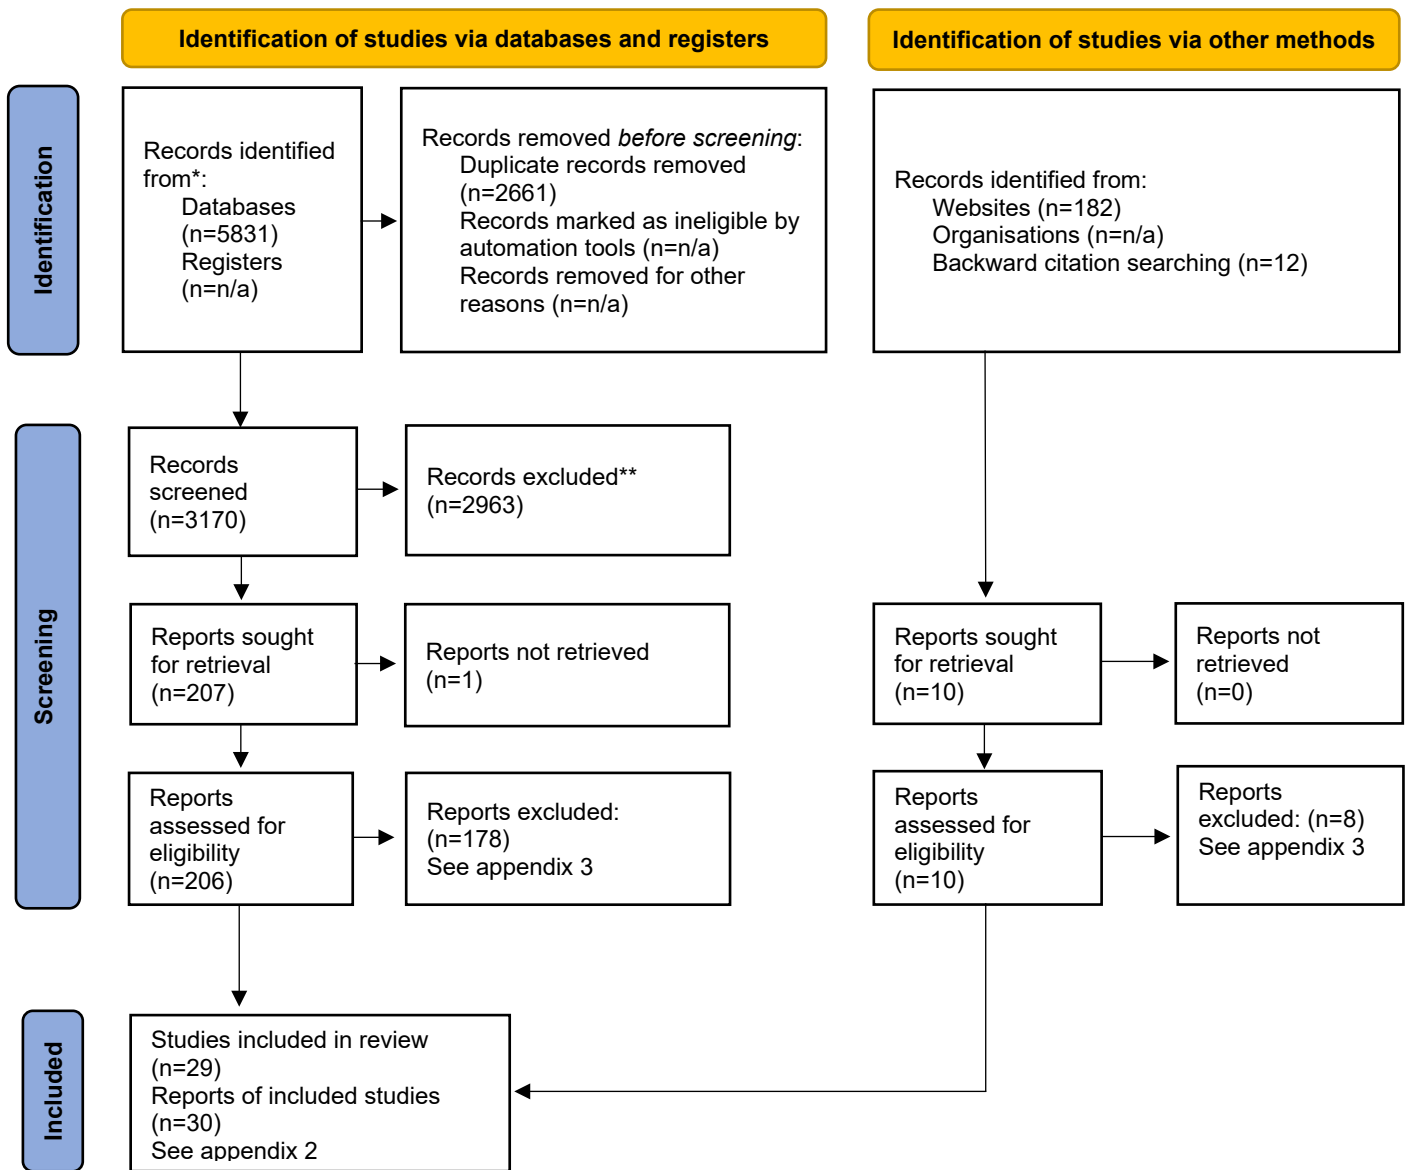 Identification of studies via databases and registers
Identification of studies via other methods
Identification
Records identified
from*:
Databases
(n=5831)
Registers
(n=n/a)
Records removed before screening:
Duplicate records removed
(n=2661)
Records marked as ineligible by
automation tools (n=n/a)
Records removed for other
reasons (n=n/a)
Records identified from:
Websites (n=182)
Organisations (n=n/a)
Backward citation searching (n=12)
Screening
Records
screened
(n=3170)
Records excluded**
(n=2963)
Reports sought
for retrieval
(n=207)
Reports not retrieved
(n=1)
Reports sought
for retrieval
(n=10)
Reports not
retrieved
(n=0)
Reports
assessed for
eligibility
(n=206)
Reports excluded:
(n=178)
See appendix 3
Reports
assessed for
eligibility
(n=10)
Reports
excluded: (n=8)
See appendix 3
Included
Studies included in review
(n=29)
Reports of included studies
(n=30)
See appendix 2